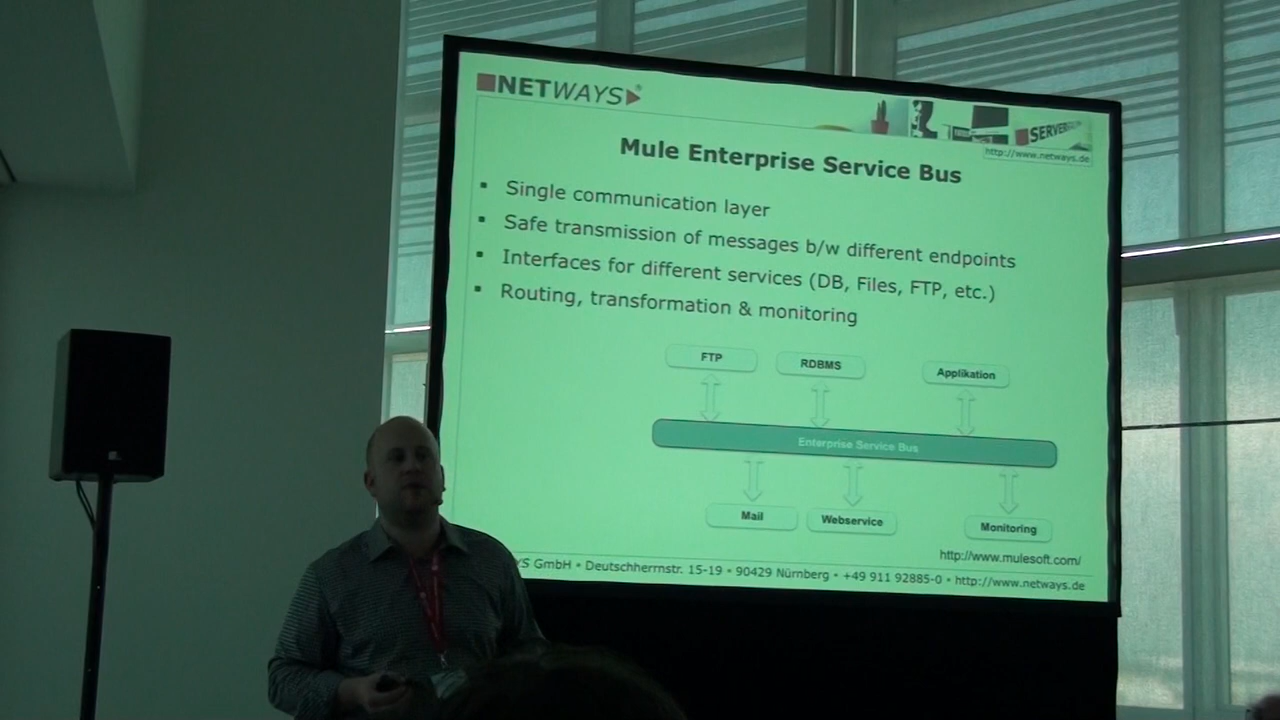 NETWAYS
SERVER
http://www.netways.de
Mule Enterprise Service Bus
▪ Single communication layer
▪ Safe transmission of messages b/w different endpoints
▪ Interfaces for different services (DB, Files, FTP, etc.)
▪ Routing, transformation & monitoring
FTP
RDBMS
Applikation
Enterprise Service Bus
Mail
Webservice
Monitoring
http://www.mulesoft.com/
YS GmbH ▪ Deutschherrnstr. 15-19 ▪ 90429 Nürnberg ▪ +49 911 92885-0 ▪ http://www.netways.de